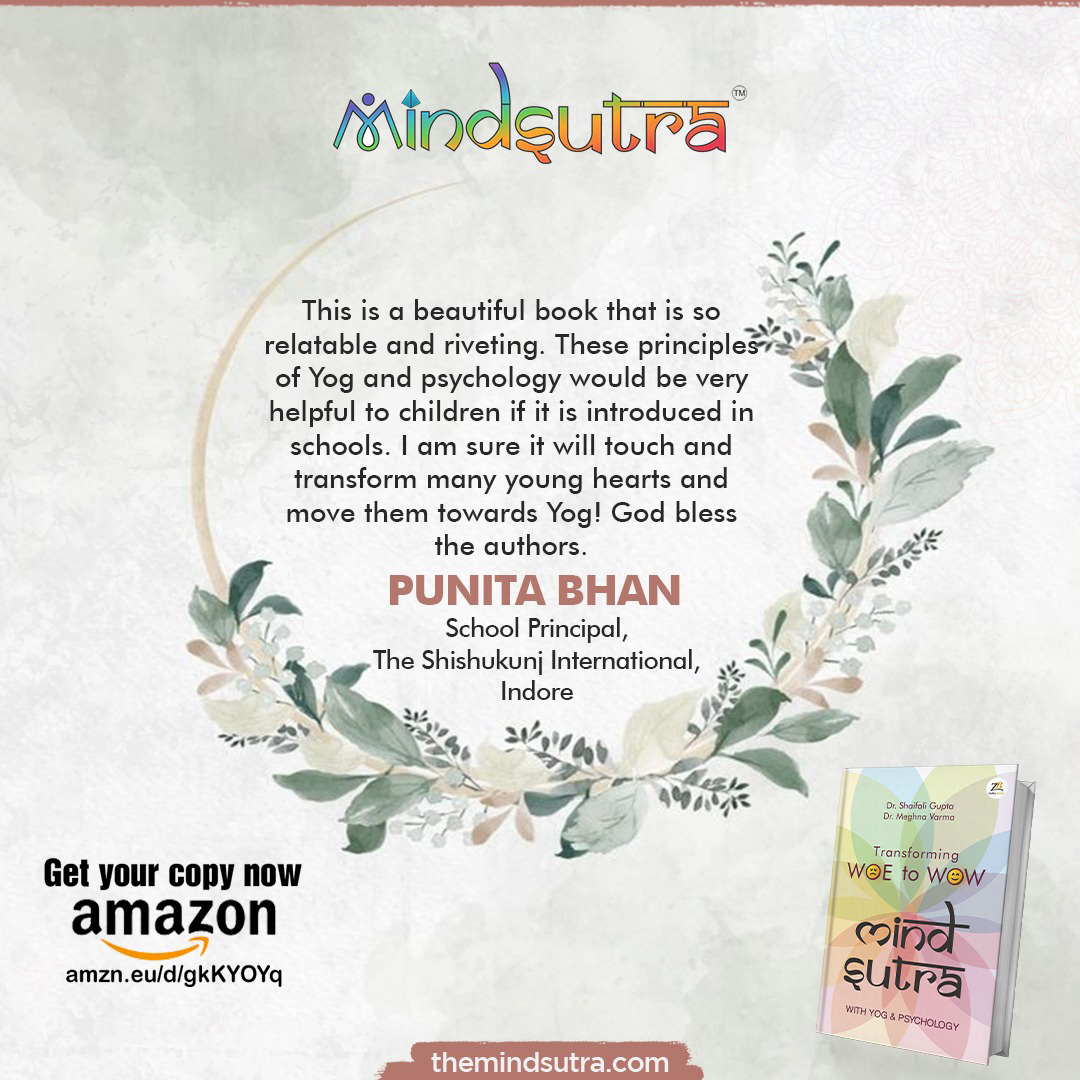 Mindsutra
TM
This is a beautiful book that is so
relatable and riveting. These principles
of Yog and psychology would be very
helpful to children if it is introduced in
schools. I am sure it will touch and
transform many young hearts and
move them towards Yog! God bless
the authors.
PUNITA BHAN
School Principal,
The Shishukunj International,
Indore
Get your copy now
amazon
amzn.eu/d/gkKYOYq
Dr. Shaifali Gupta
Dr. Meghna Varma
Transforming
WOE to WOW
mind
sutra
WITH YOG & PSYCHOLOGY
themindsutra.com